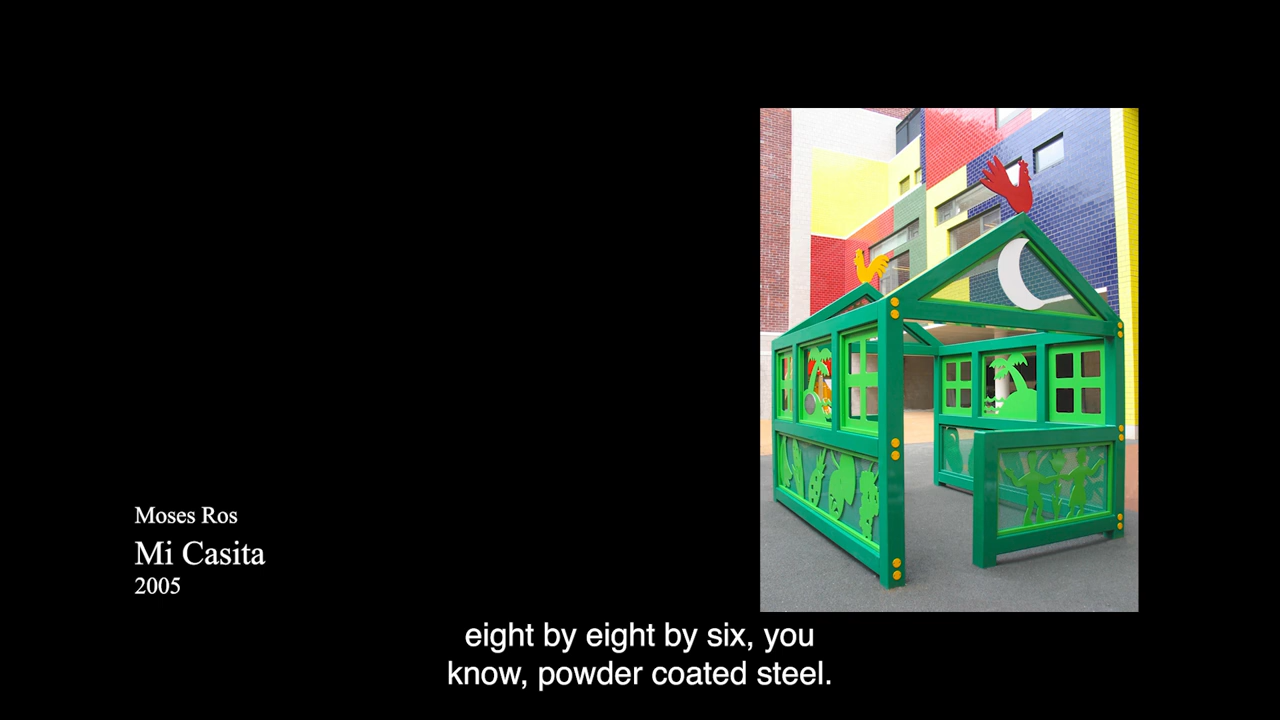 Moses Ros
Mi Casita
2005
eight by eight by six, you
know, powder coated steel.